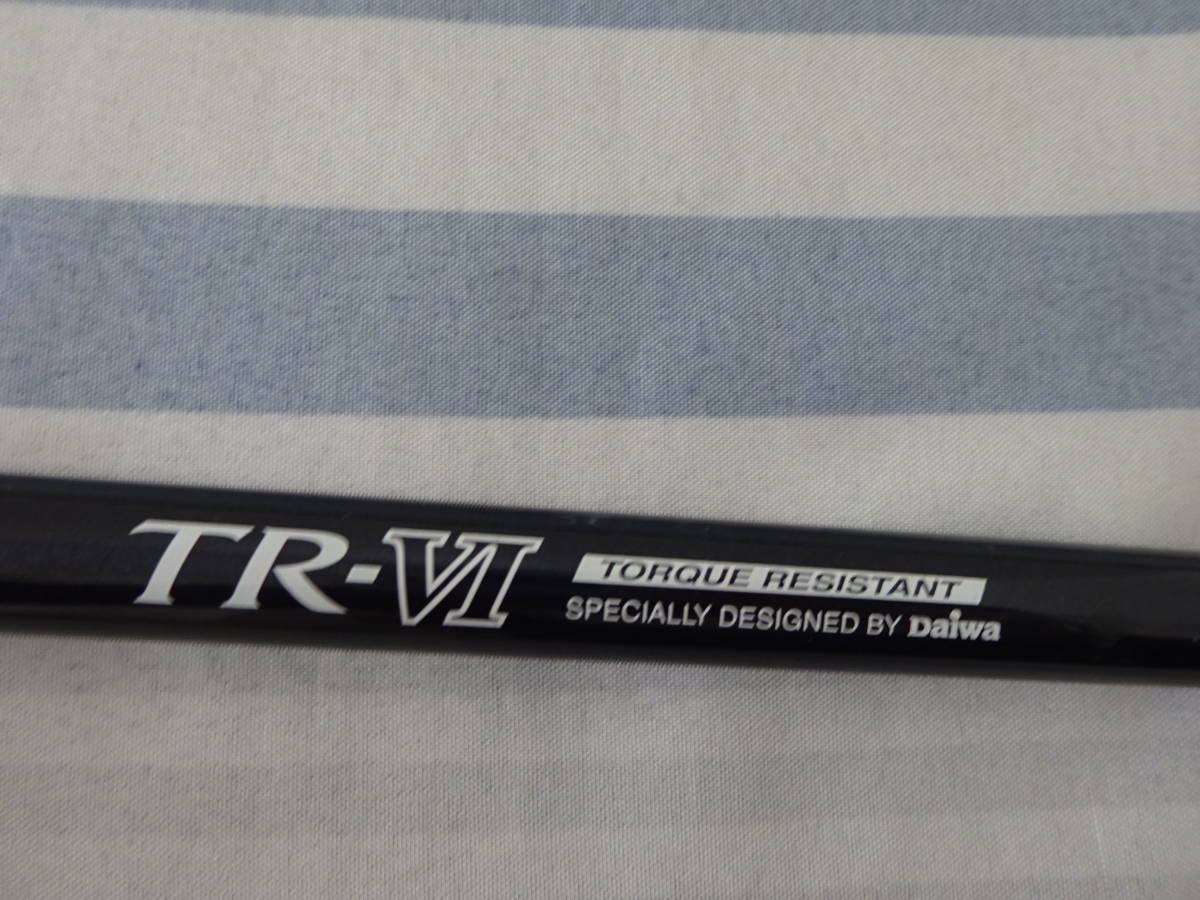 TR-VI
TORQUE RESISTANT
SPECIALLY DESIGNED BY Daiwa